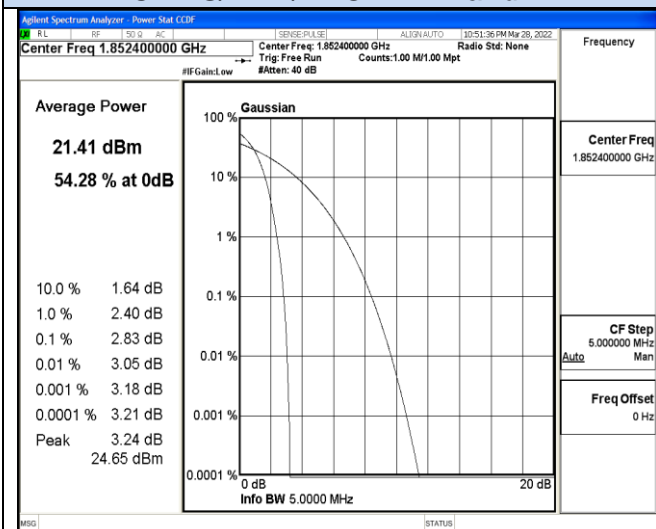 Agilent Spectrum Analyzer - Power Stat CCDF
RL RF 50 Ω AC SENSE:PULSE ALIGN AUTO 10:51:36 PM Mar 28, 2022
Center Freq 1.852400000 GHz
Center Freq: 1.852400000 GHz Radio Std: None
Trig: Free Run Counts:1.00 M/1.00 Mpt
#IFGain:Low #Atten: 40 dB
Frequency
Average Power
21.41 dBm
54.28 % at 0dB
10.0 % 1.64 dB
1.0 % 2.40 dB
0.1 % 2.83 dB
0.01 % 3.05 dB
0.001 % 3.18 dB
0.0001 % 3.21 dB
Peak 3.24 dB
24.65 dBm
Gaussian
100 %
10 %
1 %
0.1 %
0.01 %
0.001 %
0.0001 %
0 dB 20 dB
Info BW 5.0000 MHz
Center Freq
1.852400000 GHz
CF Step
5.000000 MHz
Auto Man
Freq Offset
0 Hz
MSG STATUS